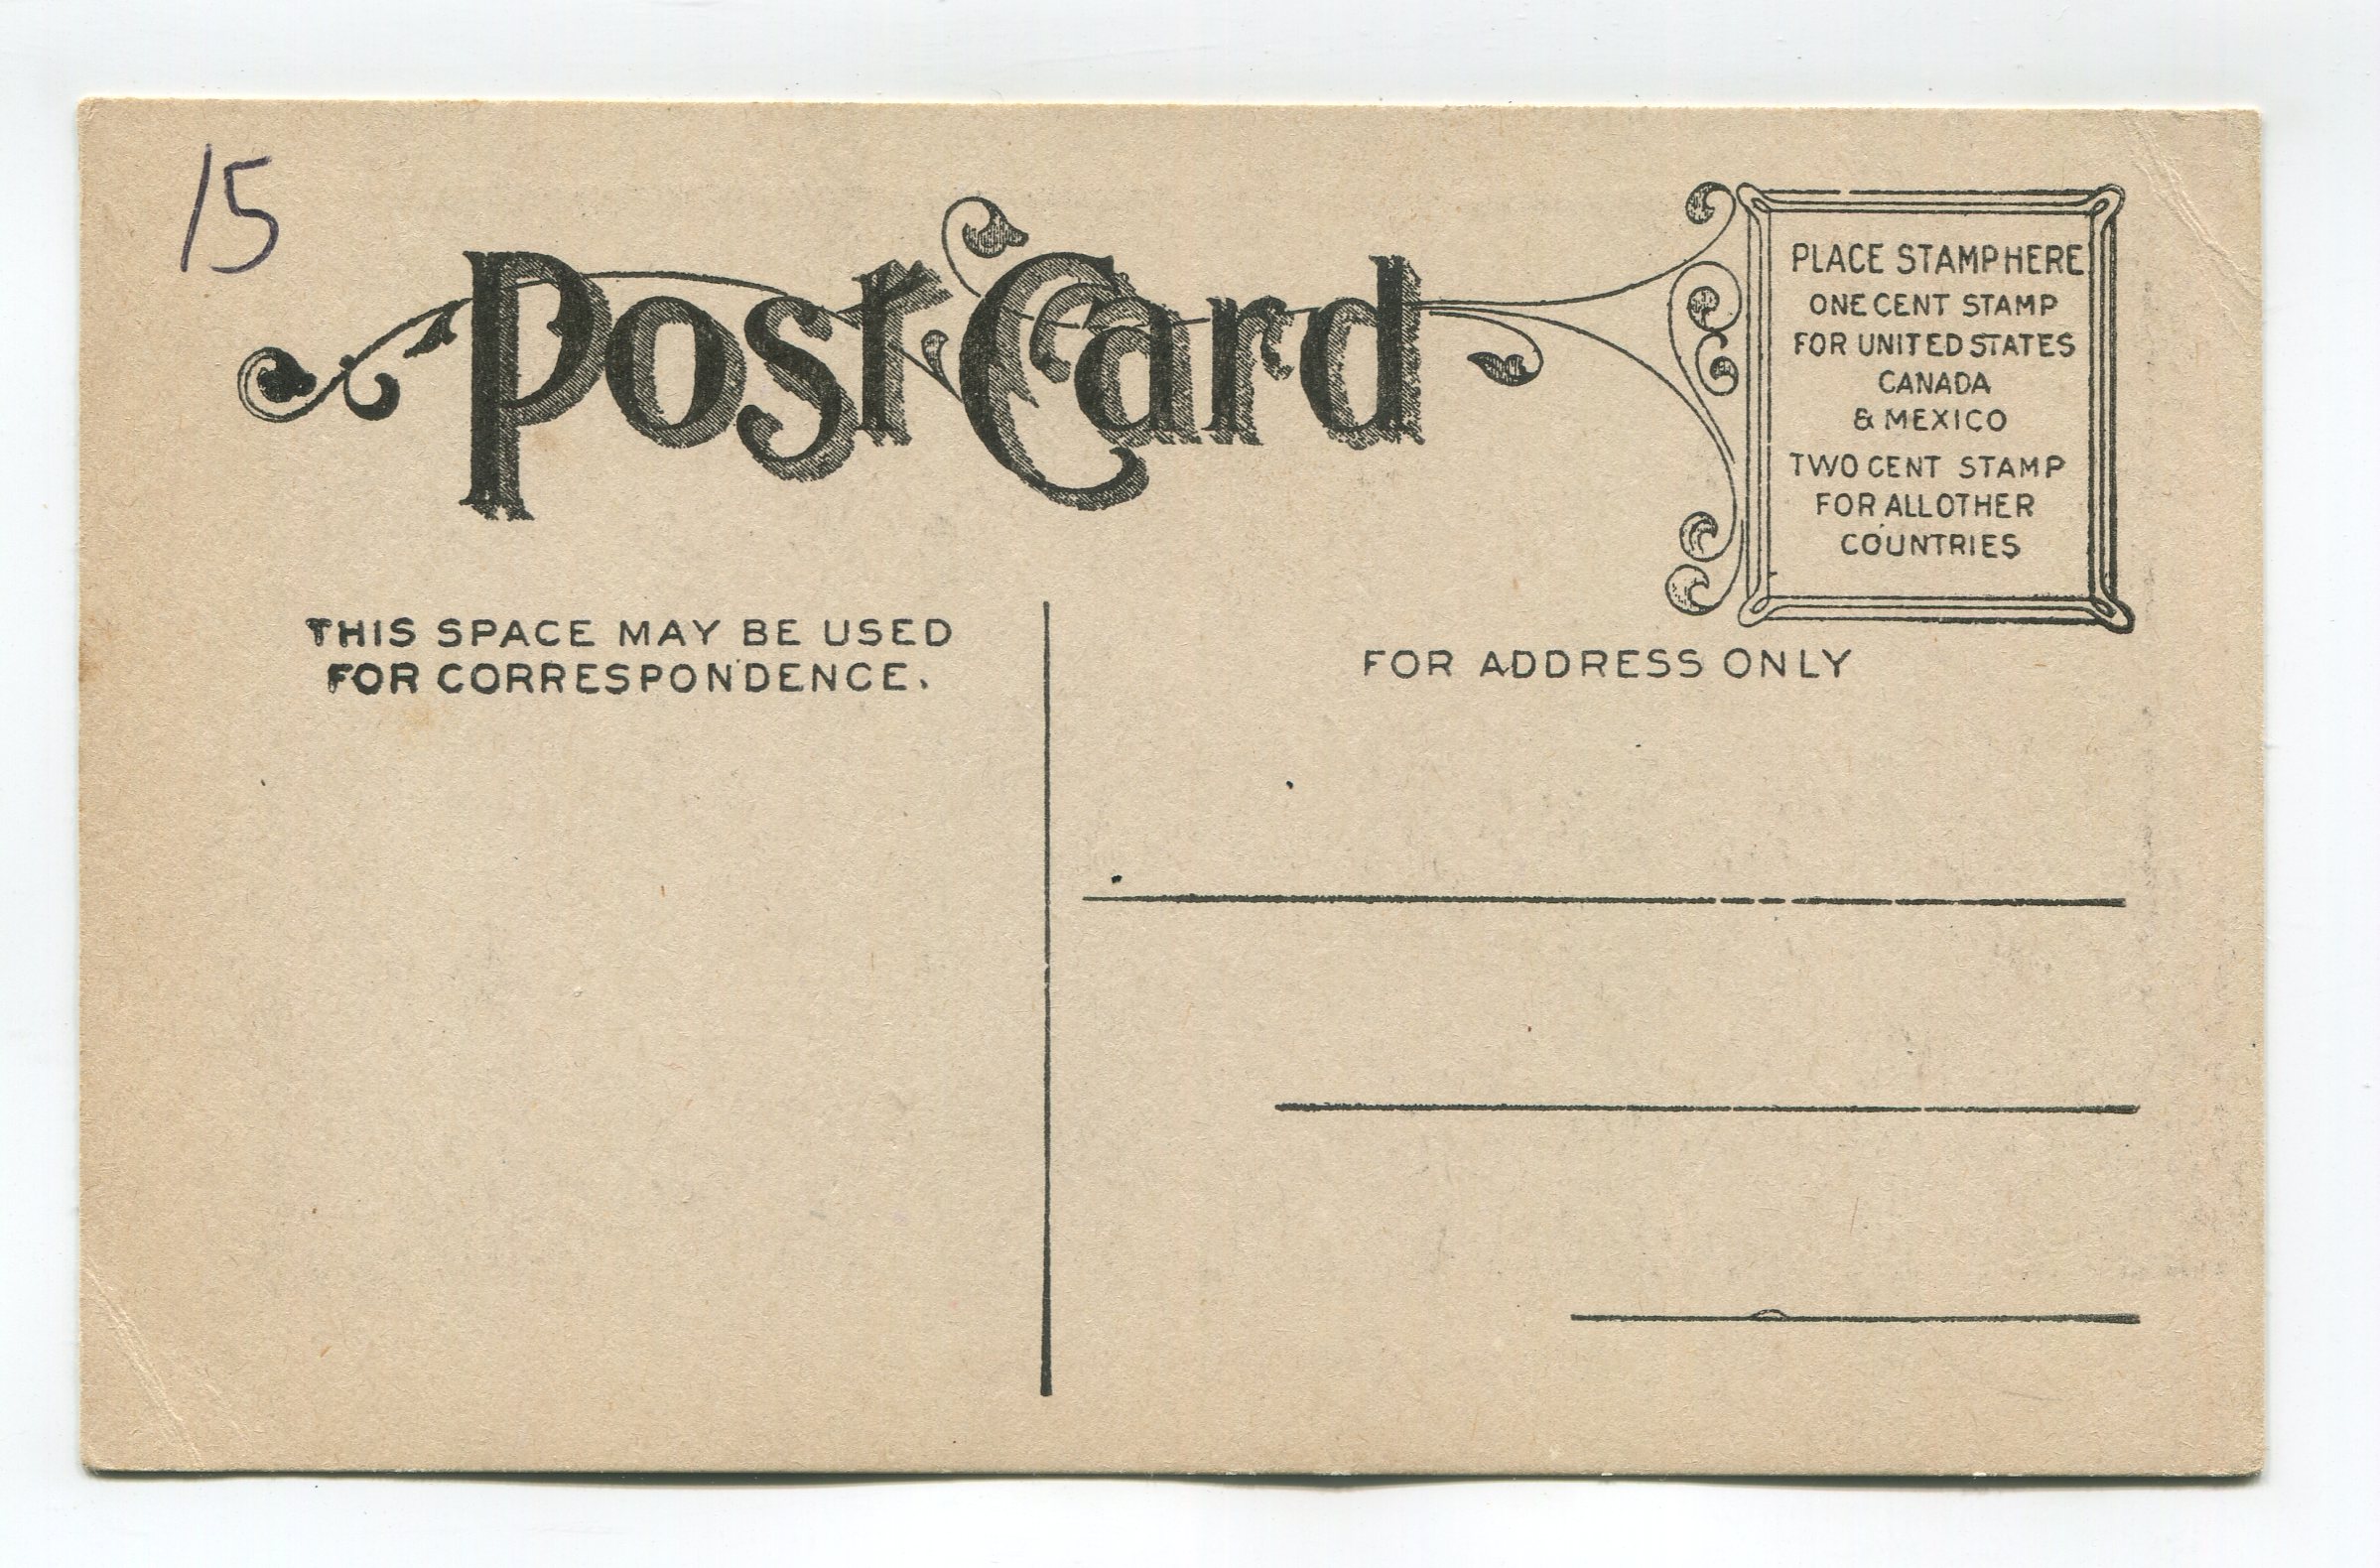 15
Post Card
PLACE STAMP HERE
ONE CENT STAMP
FOR UNITED STATES
CANADA
& MEXICO
TWO CENT STAMP
FOR ALL OTHER
COUNTRIES
THIS SPACE MAY BE USED
FOR CORRESPONDENCE.
FOR ADDRESS ONLY